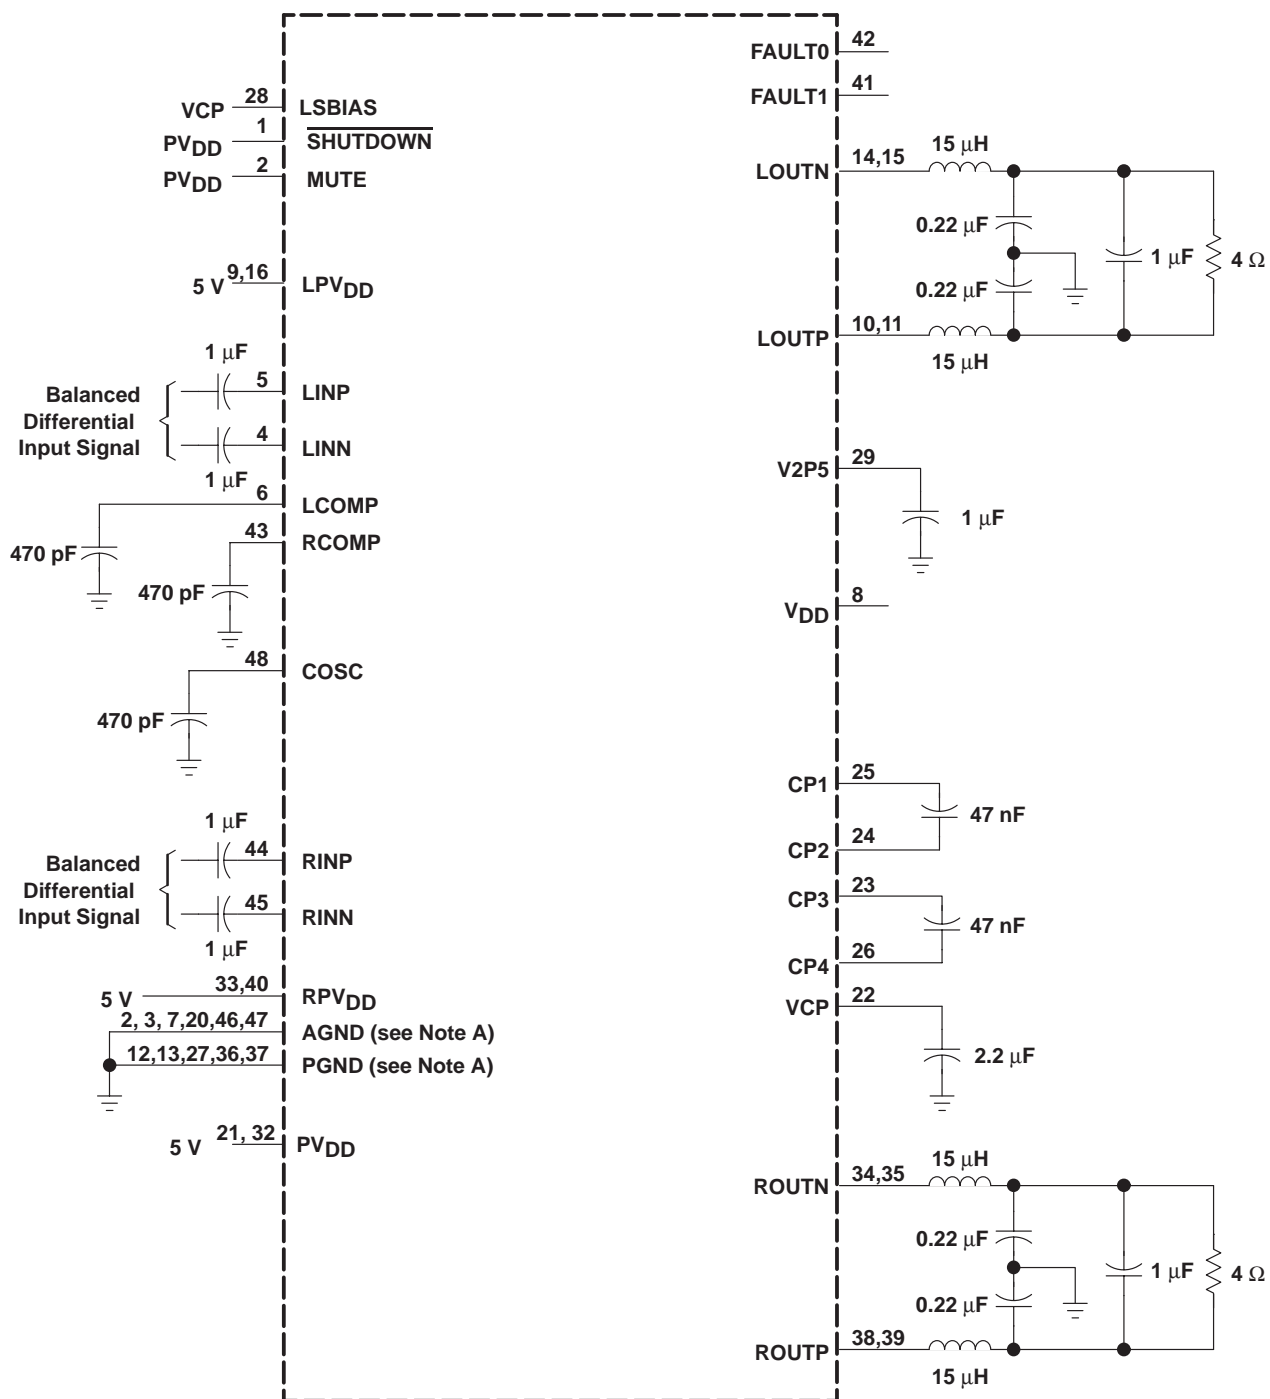 42
FAULT0
41
FAULT1
VCP 28 LSBIAS
PVDD 1 SHUTDOWN
PVDD 2 MUTE
15 μH
LOUTN 14,15
0.22 μF
1 μF
4 Ω
0.22 μF
LOUTP 10,11
15 μH
5 V 9,16 LPVDD
1 μF
Balanced
Differential
Input Signal
5 LINP
4 LINN
1 μF
6 LCOMP
470 pF
43 RCOMP
470 pF
V2P5 29
1 μF
VDD 8
48 COSC
470 pF
CP1 25
47 nF
CP2 24
CP3 23
47 nF
CP4 26
VCP 22
2.2 μF
1 μF
Balanced
Differential
Input Signal
44 RINP
45 RINN
1 μF
5 V 33,40 RPVDD
2, 3, 7,20,46,47 AGND (see Note A)
12,13,27,36,37 PGND (see Note A)
5 V 21, 32 PVDD
15 μH
ROUTN 34,35
0.22 μF
1 μF
4 Ω
0.22 μF
ROUTP 38,39
15 μH